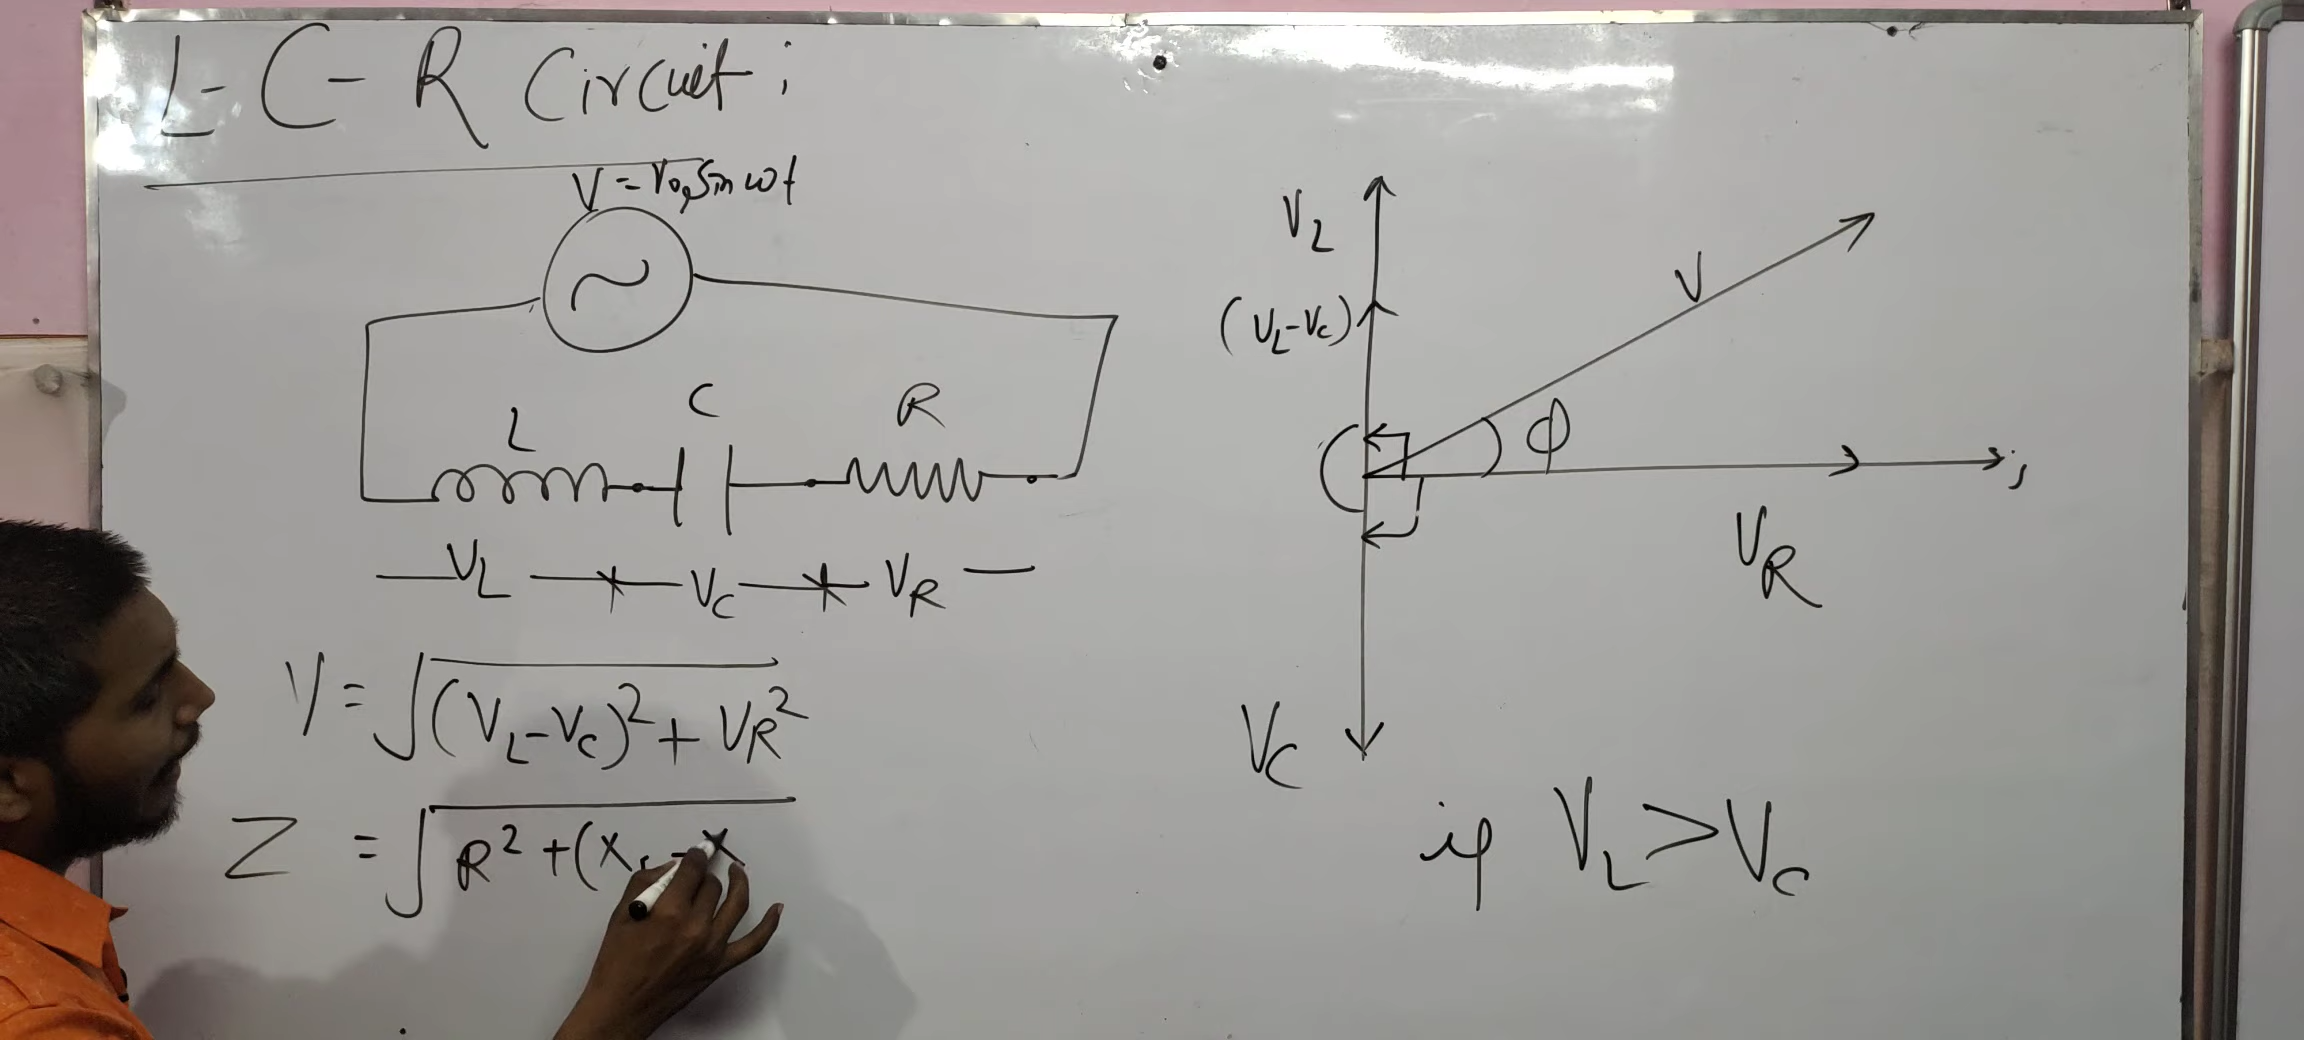 L-C-R Circuit:
V = V₀ Sin ωt
L C R
V_L V_C V_R
V = √((V_L-V_C)² + V_R²)
Z = √(R² + (X_L - X
V_L
(V_L-V_C)
V
Φ
i
V_R
V_C
if V_L > V_C